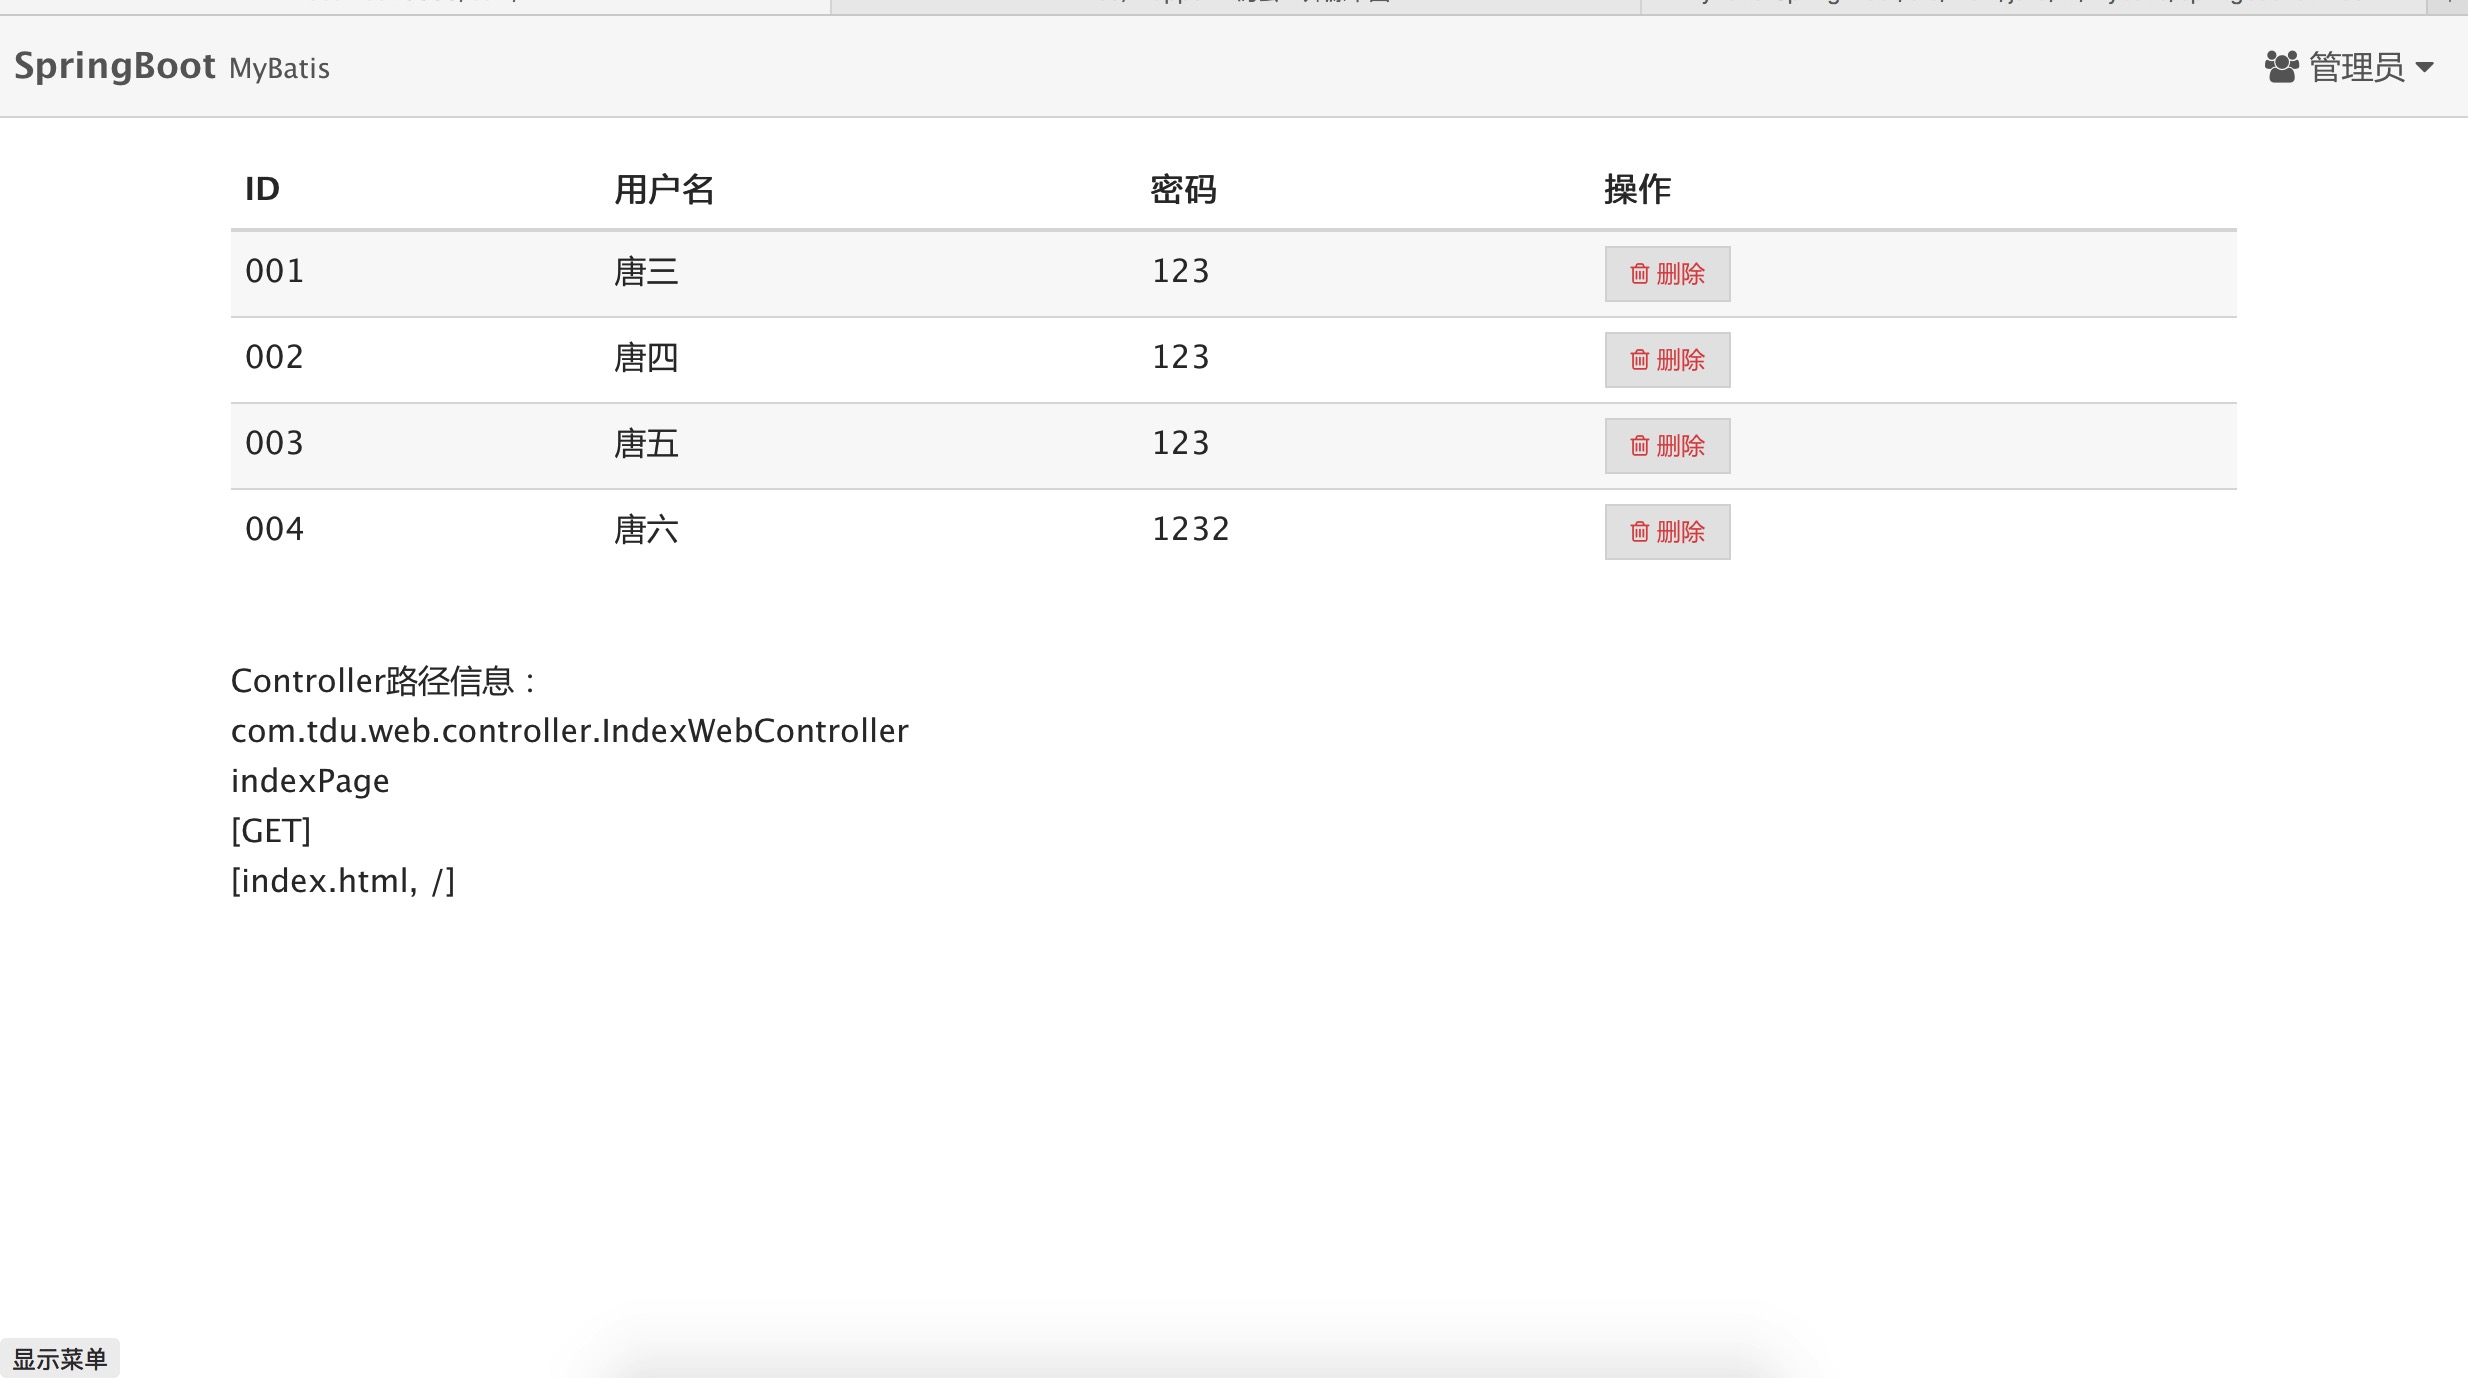 SpringBoot MyBatis 管理员
ID 用户名 密码 操作
001 唐三 123 删除
002 唐四 123 删除
003 唐五 123 删除
004 唐六 1232 删除
Controller路径信息：
com.tdu.web.controller.IndexWebController
indexPage
[GET]
[index.html, /]
显示菜单